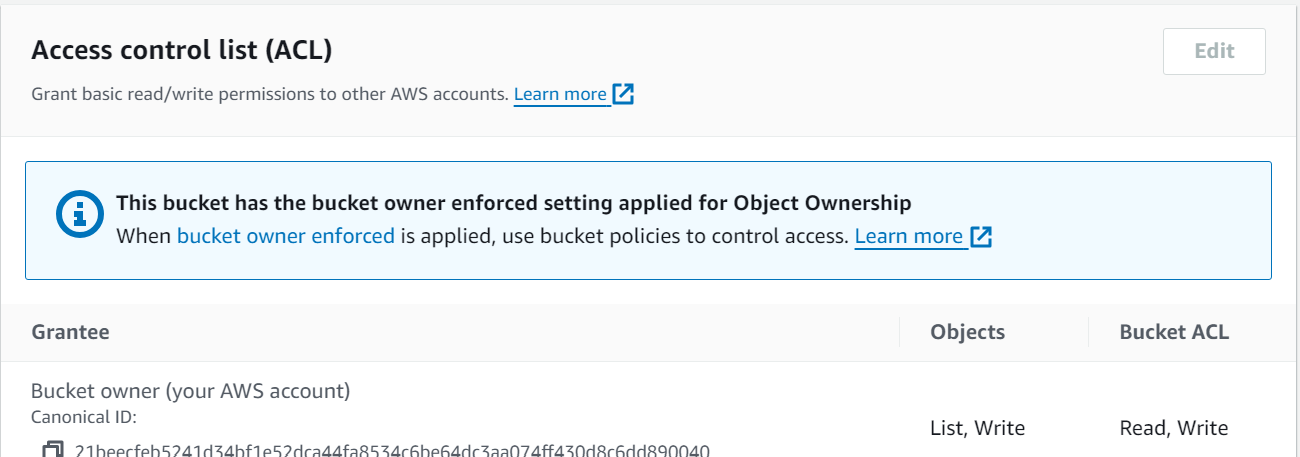 Access control list (ACL)
Edit
Grant basic read/write permissions to other AWS accounts. Learn more
This bucket has the bucket owner enforced setting applied for Object Ownership
When bucket owner enforced is applied, use bucket policies to control access. Learn more
Grantee Objects Bucket ACL
Bucket owner (your AWS account)
Canonical ID:
List, Write Read, Write
21beecfeb5241d34bf1e52dca44fa8534c6be64dc3aa074ff430d8c6dd890040